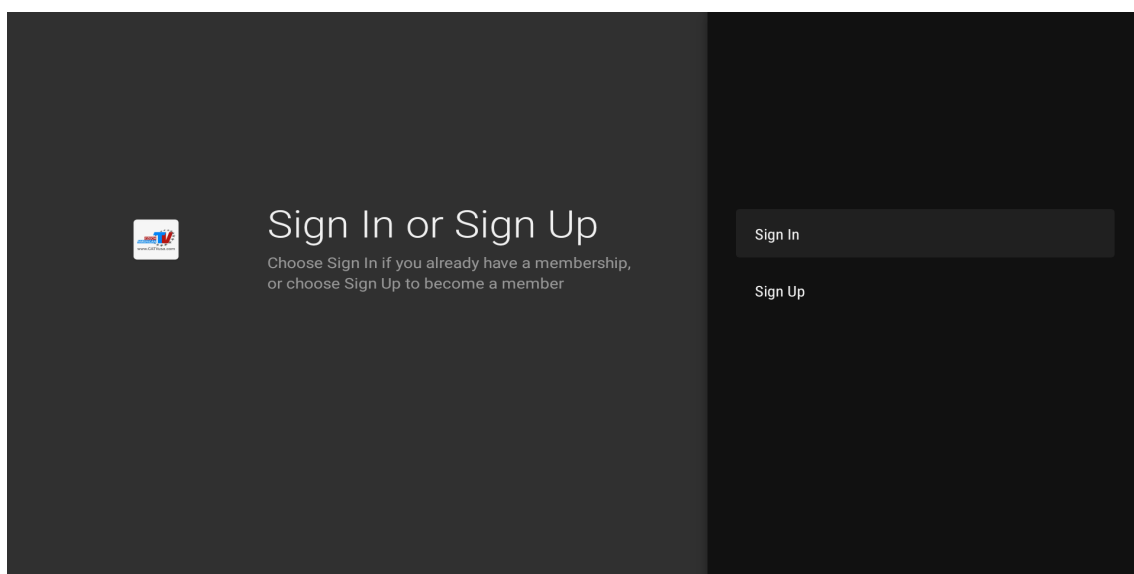 Sign In or Sign Up
Choose Sign In if you already have a membership,
or choose Sign Up to become a member
Sign In
Sign Up
TV